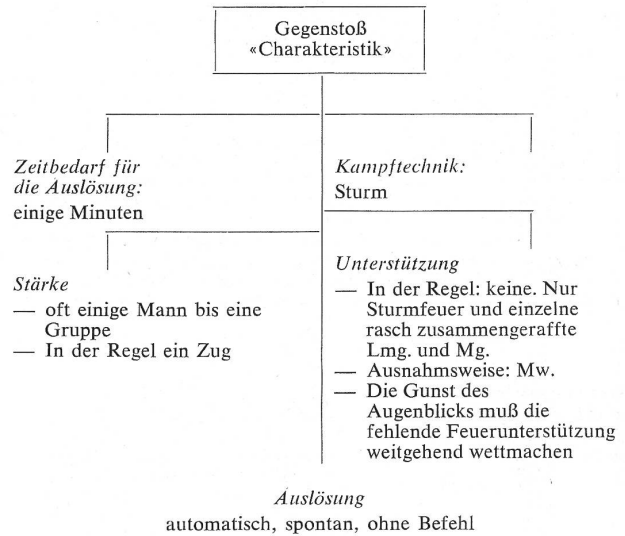 Gegenstoß
«Charakteristik»
Zeitbedarf für
die Auslösung:
einige Minuten
Kampftechnik:
Sturm
Stärke
— oft einige Mann bis eine
Gruppe
— In der Regel ein Zug
Unterstützung
— In der Regel: keine. Nur
Sturmfeuer und einzelne
rasch zusammengeraffte
Lmg. und Mg.
— Ausnahmsweise: Mw.
— Die Gunst des
Augenblicks muß die
fehlende Feuerunterstützung
weitgehend wettmachen
Auslösung
automatisch, spontan, ohne Befehl